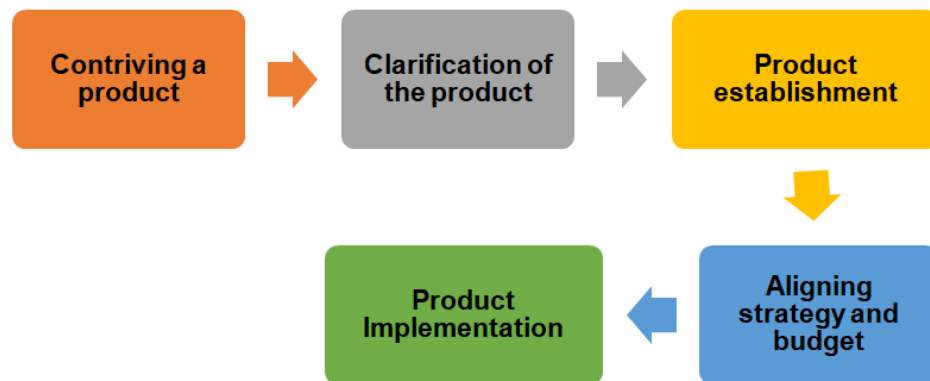 Contriving a
product
Clarification of
the product
Product
establishment
Aligning
strategy and
budget
Product
Implementation